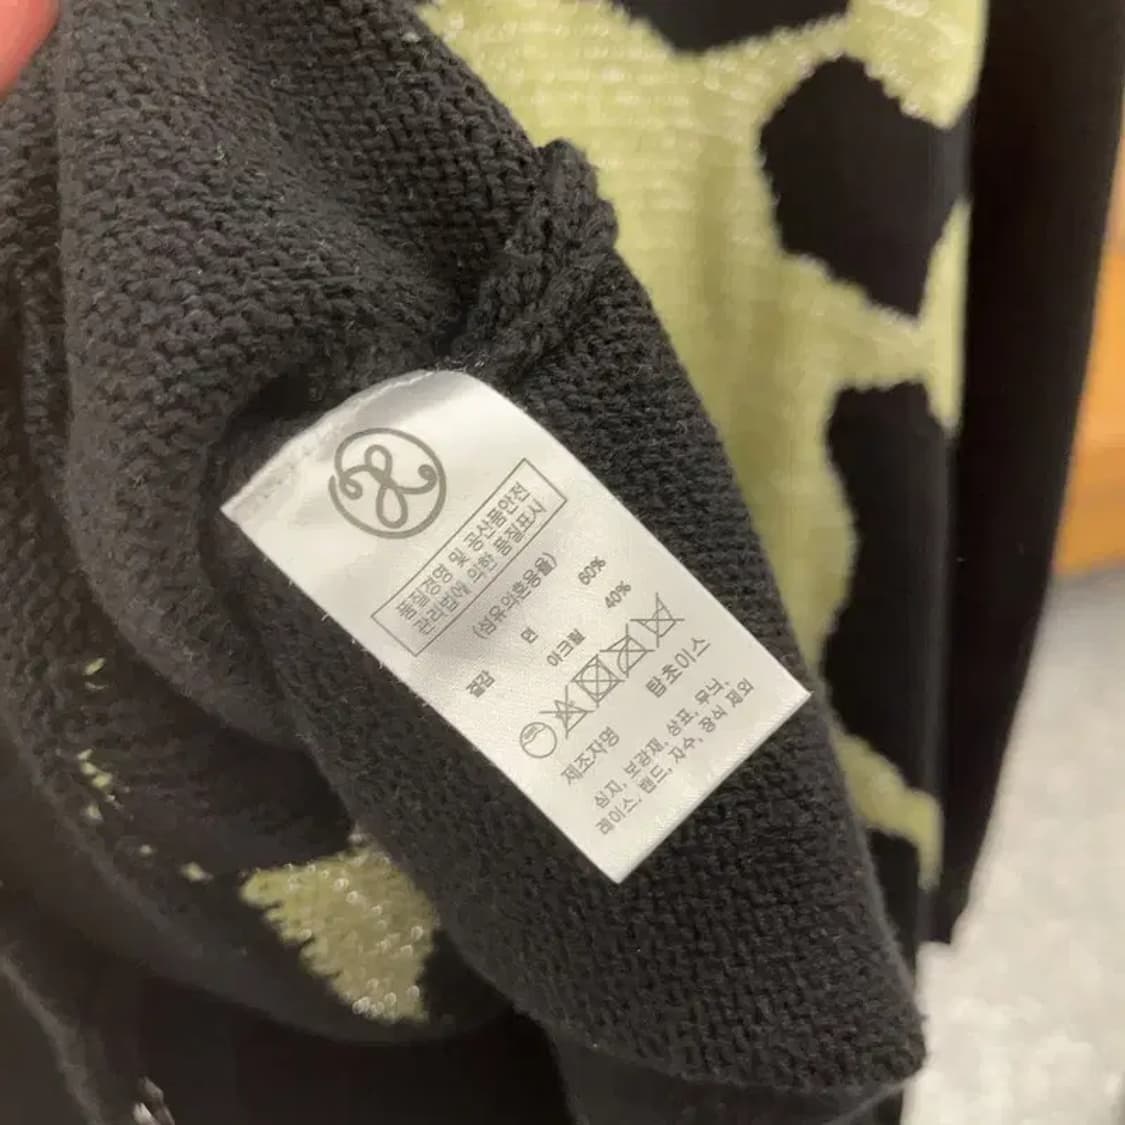 품질경영 및 공산품안전
관리법에 의한 품질표시
(섬유의혼용율)
질감 면 60%
아크릴 40%
제조자명 탑초이스
심지, 보광재, 상표, 무늬,
레이스, 밴드, 자수, 장식 제외